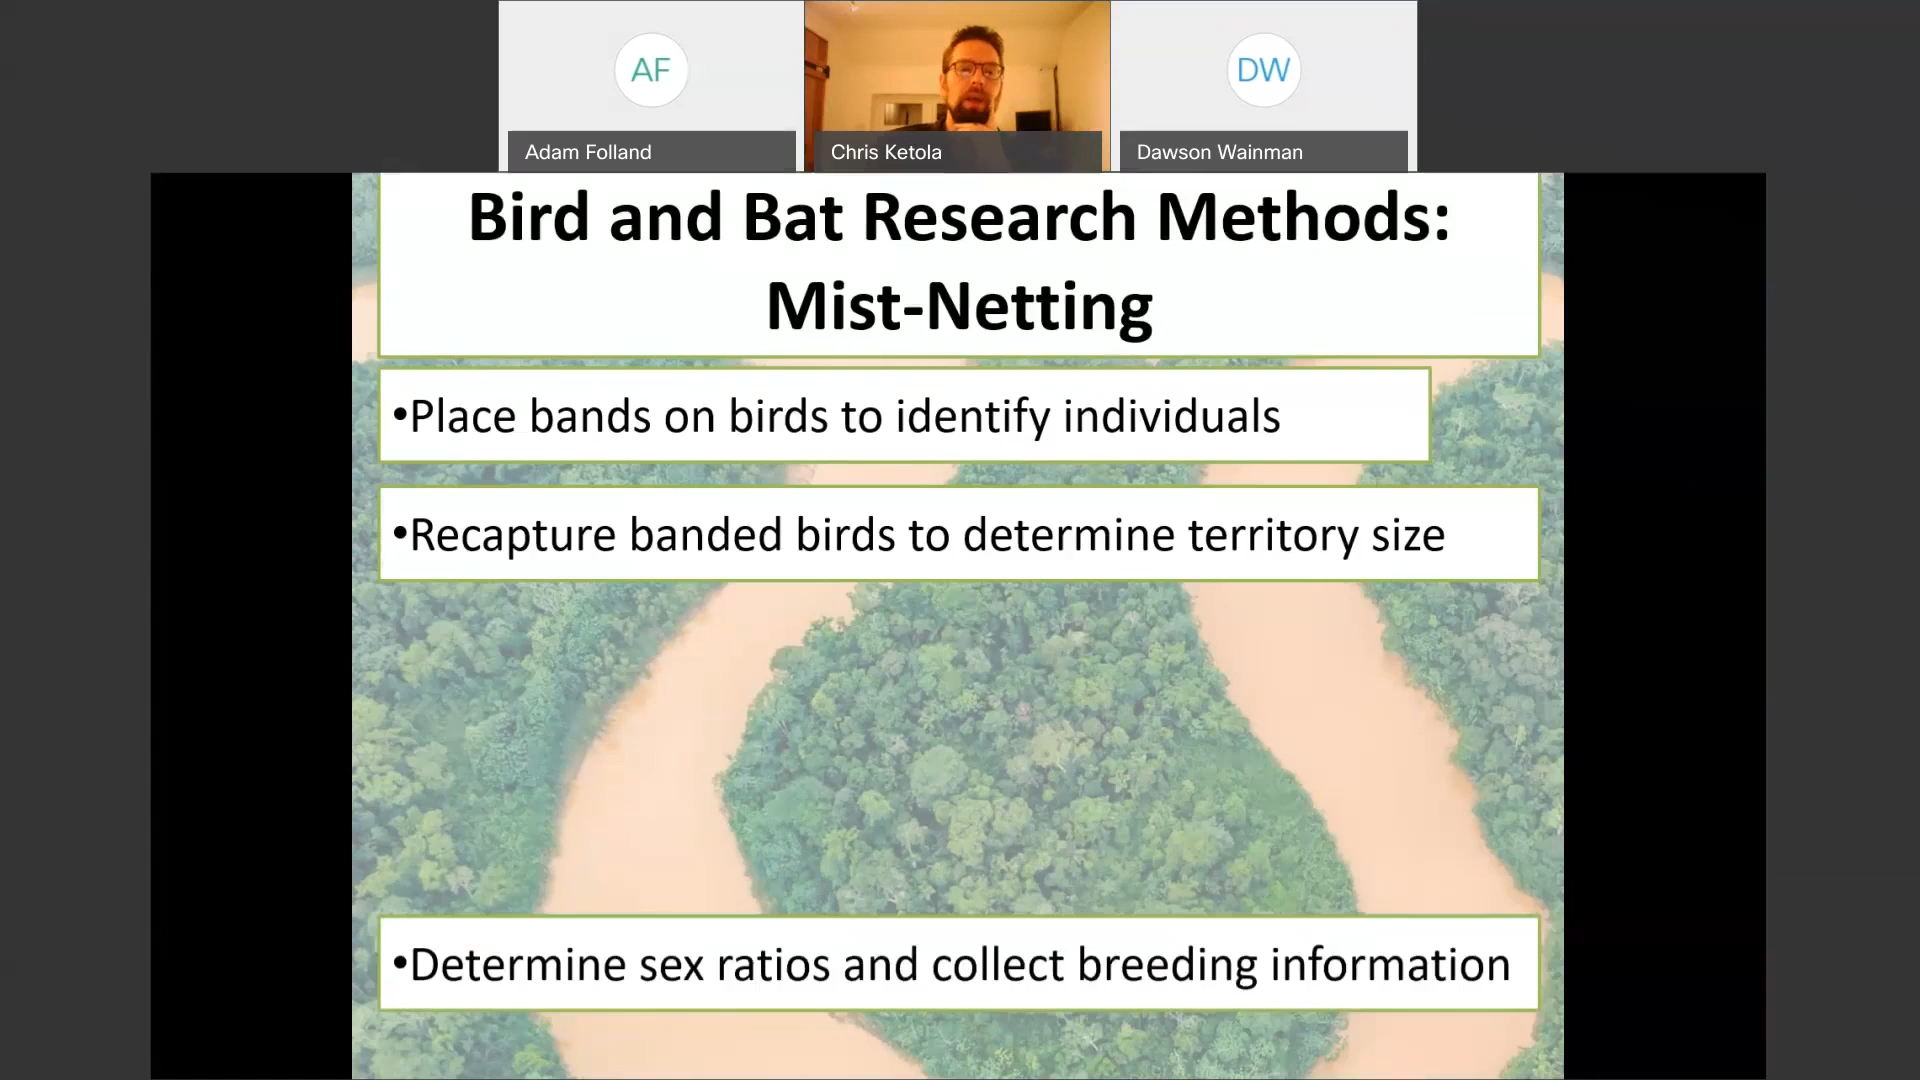 AF
DW
Adam Folland
Chris Ketola
Dawson Wainman
Bird and Bat Research Methods:
Mist-Netting
•Place bands on birds to identify individuals
•Recapture banded birds to determine territory size
•Determine sex ratios and collect breeding information